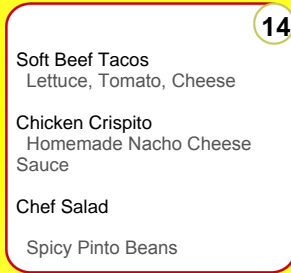 14
Soft Beef Tacos
Lettuce, Tomato, Cheese
Chicken Crispito
Homemade Nacho Cheese
Sauce
Chef Salad
Spicy Pinto Beans